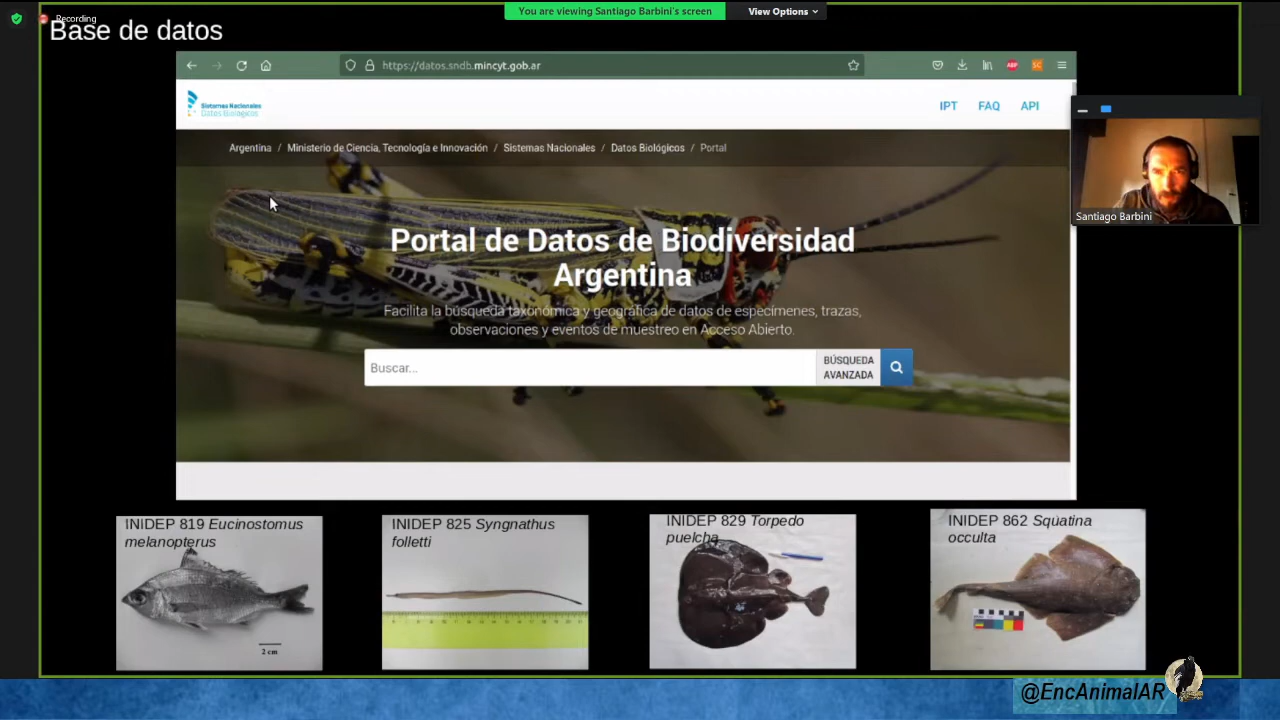 Recording
You are viewing Santiago Barbini's screen
View Options
Base de datos
https://datos.sndb.mincyt.gob.ar
ABP
SC
Sistemas Nacionales
Datos Biológicos
IPT
FAQ
API
Argentina / Ministerio de Ciencia, Tecnología e Innovación / Sistemas Nacionales / Datos Biológicos / Portal
Santiago Barbini
Portal de Datos de Biodiversidad
Argentina
Facilita la búsqueda taxonómica y geográfica de datos de especímenes, trazas,
observaciones y eventos de muestreo en Acceso Abierto.
Buscar...
BÚSQUEDA
AVANZADA
INIDEP 819 Eucinostomus
melanopterus
2 cm
INIDEP 825 Syngnathus
folletti
INIDEP 829 Torpedo
puelcha
INIDEP 862 Squatina
occulta
@EncAnimalAR